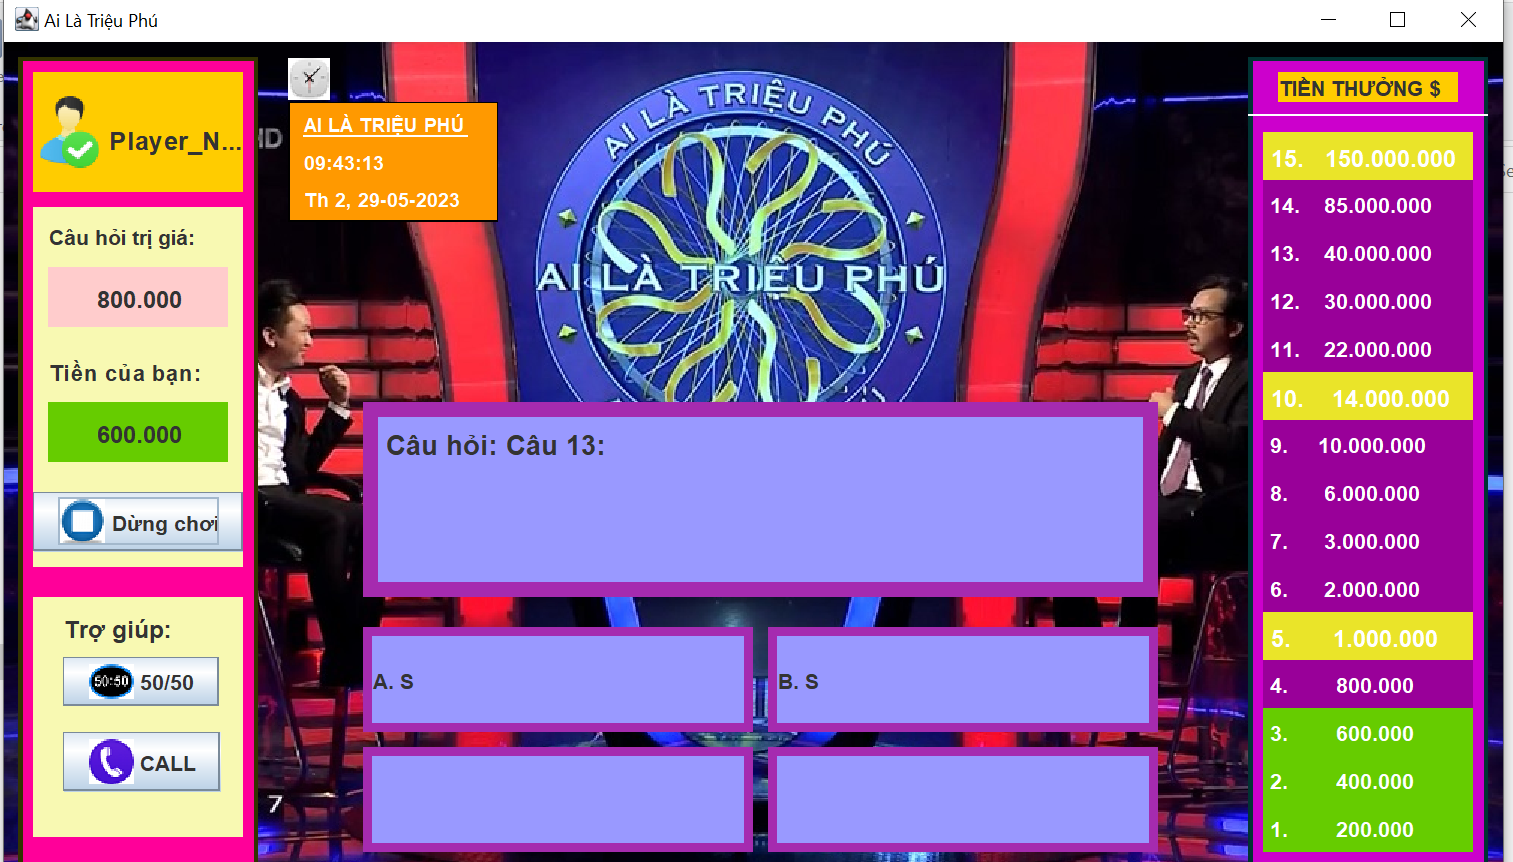 Ai Là Triệu Phú
Player_N...
HD
Câu hỏi trị giá:
800.000
Tiền của bạn:
600.000
Dừng chơi
Trợ giúp:
50:50 50/50
CALL
AI LÀ TRIỆU PHÚ
09:43:13
Th 2, 29-05-2023
AI LÀ TRIỆU PHÚ
AI LÀ TRIỆU PHÚ
Câu hỏi: Câu 13:
A. S
B. S
7
TIỀN THƯỞNG $
15. 150.000.000
14. 85.000.000
13. 40.000.000
12. 30.000.000
11. 22.000.000
10. 14.000.000
9. 10.000.000
8. 6.000.000
7. 3.000.000
6. 2.000.000
5. 1.000.000
4. 800.000
3. 600.000
2. 400.000
1. 200.000